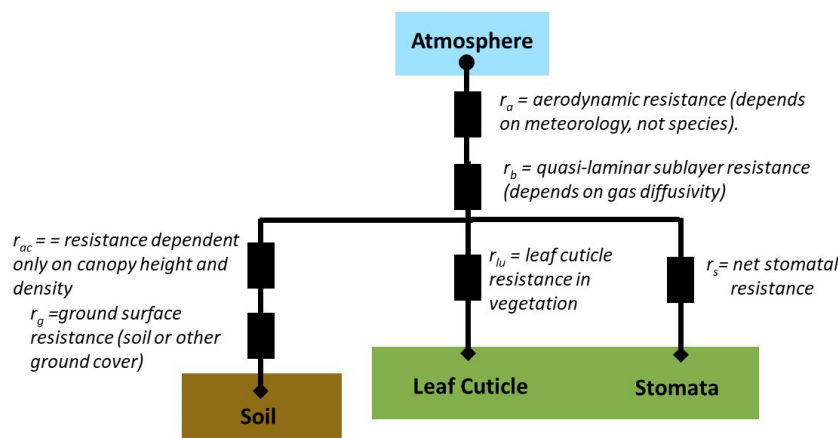 Atmosphere
r_a = aerodynamic resistance (depends
on meteorology, not species).
r_b = quasi-laminar sublayer resistance
(depends on gas diffusivity)
r_ac = = resistance dependent
only on canopy height and
density
r_g =ground surface
resistance (soil or other
ground cover)
r_lu = leaf cuticle
resistance in
vegetation
r_s= net stomatal
resistance
Soil
Leaf Cuticle
Stomata